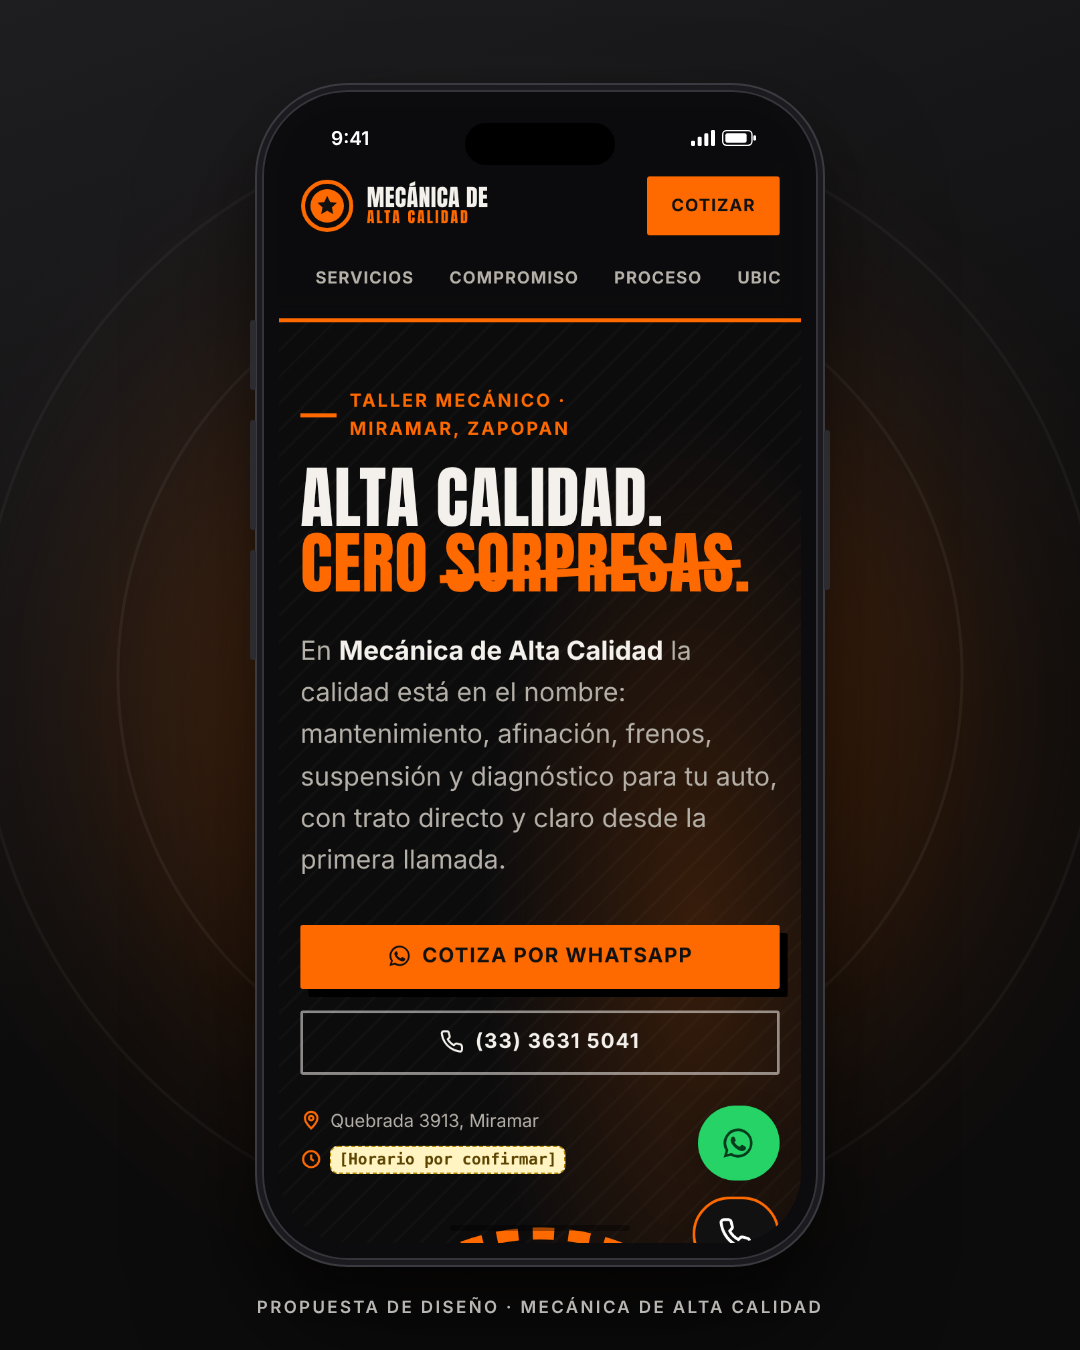 9:41
MECÁNICA DE
ALTA CALIDAD
COTIZAR
SERVICIOS COMPROMISO PROCESO UBIC
TALLER MECÁNICO ·
MIRAMAR, ZAPOPAN
ALTA CALIDAD.
CERO SORPRESAS.
En Mecánica de Alta Calidad la
calidad está en el nombre:
mantenimiento, afinación, frenos,
suspensión y diagnóstico para tu auto,
con trato directo y claro desde la
primera llamada.
COTIZA POR WHATSAPP
(33) 3631 5041
Quebrada 3913, Miramar
[Horario por confirmar]
PROPUESTA DE DISEÑO · MECÁNICA DE ALTA CALIDAD